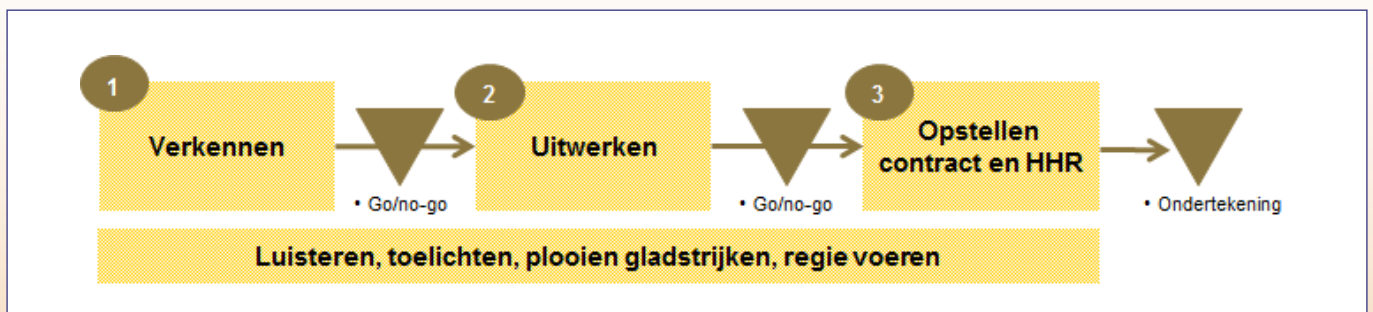 1
Verkennen
• Go/no-go
2
Uitwerken
• Go/no-go
3
Opstellen
contract en HHR
• Ondertekening
Luisteren, toelichten, plooien gladstrijken, regie voeren